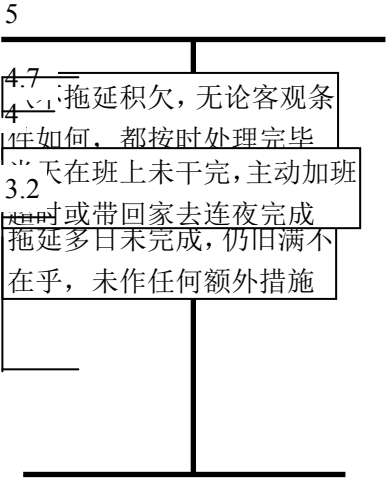 5
4.7
拖延积欠，无论客观条
4
件如何，都按时处理完毕
天在班上未干完，主动加班
3.2
超时或带回家去连夜完成
拖延多日未完成，仍旧满不
在乎，未作任何额外措施